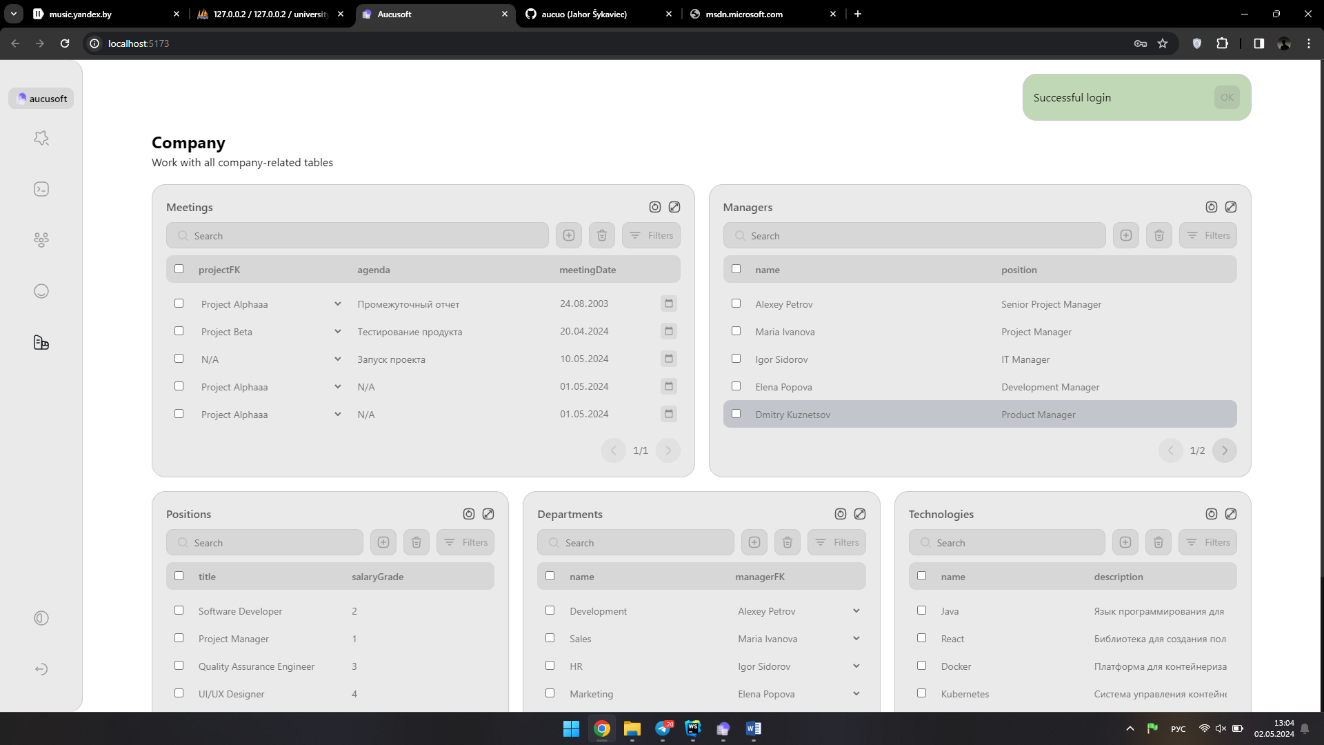 music.yandex.by
127.0.0.2 / 127.0.0.2 / university
Aucusoft
aucuo (Jahor Šykaviec)
msdn.microsoft.com
localhost:5173
aucusoft
Successful login
OK
Company
Work with all company-related tables
Meetings
Search
Filters
projectFK agenda meetingDate
Project Alphaaa Промежуточный отчет 24.08.2003
Project Beta Тестирование продукта 20.04.2024
N/A Запуск проекта 10.05.2024
Project Alphaaa N/A 01.05.2024
Project Alphaaa N/A 01.05.2024
1/1
Managers
Search
Filters
name position
Alexey Petrov Senior Project Manager
Maria Ivanova Project Manager
Igor Sidorov IT Manager
Elena Popova Development Manager
Dmitry Kuznetsov Product Manager
1/2
Positions
Search
Filters
title salaryGrade
Software Developer 2
Project Manager 1
Quality Assurance Engineer 3
UI/UX Designer 4
Departments
Search
Filters
name managerFK
Development Alexey Petrov
Sales Maria Ivanova
HR Igor Sidorov
Marketing Elena Popova
Technologies
Search
Filters
name description
Java Язык программирования для
React Библиотека для создания пол
Docker Платформа для контейнериза
Kubernetes Система управления контейне
20
WS
W
РУС
13:04
02.05.2024